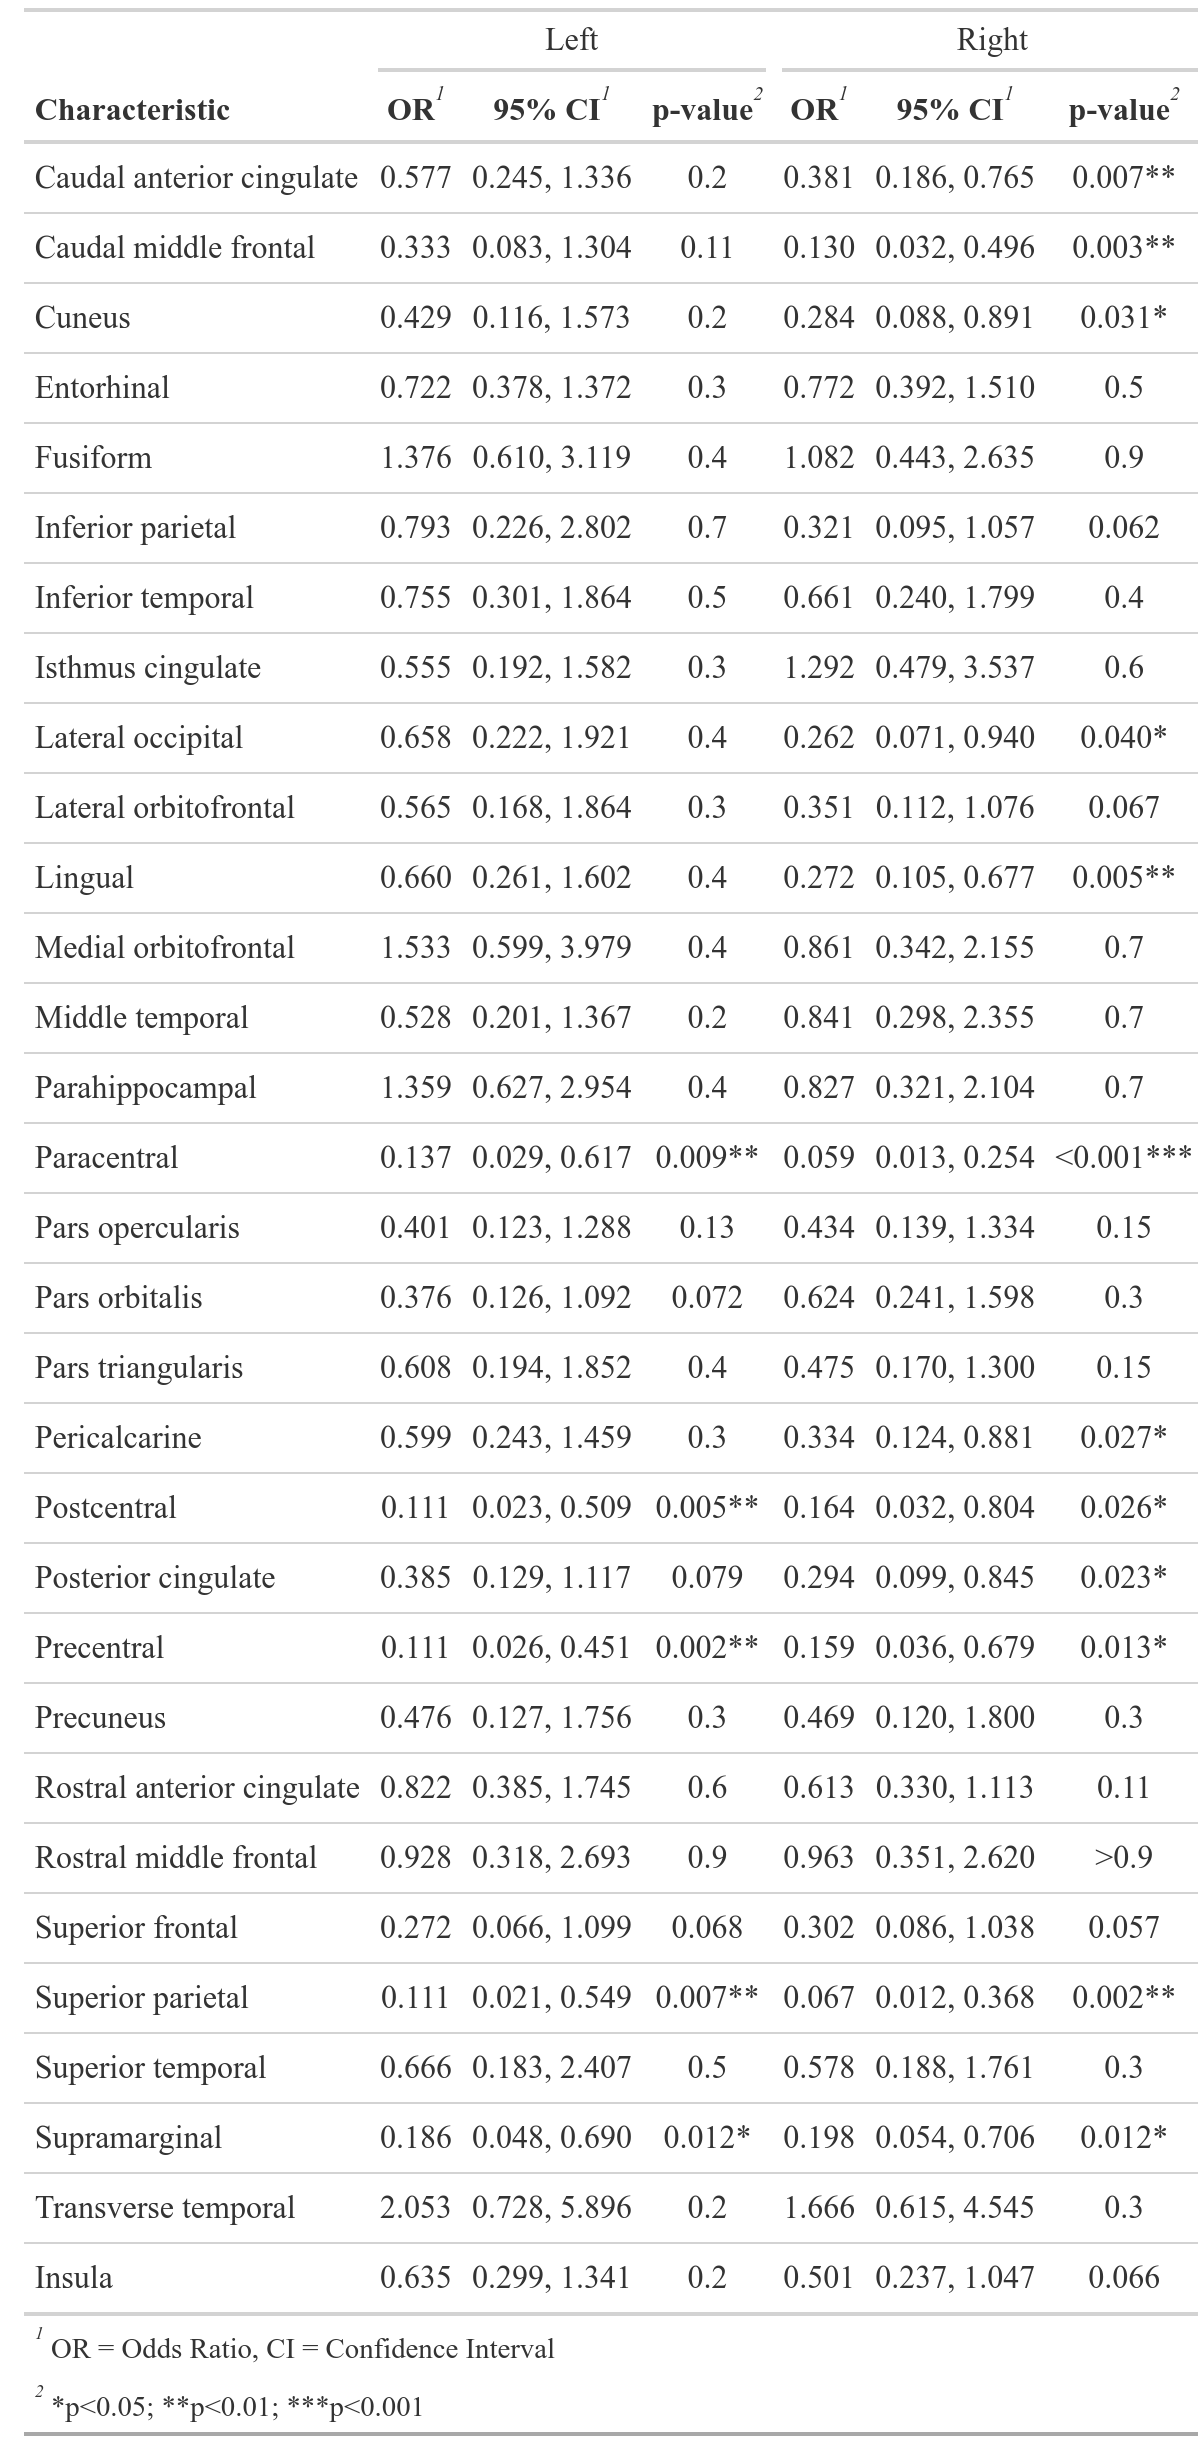 Left Right
Characteristic OR1 95% CI1 p-value2 OR1 95% CI1 p-value2
Caudal anterior cingulate 0.577 0.245, 1.336 0.2 0.381 0.186, 0.765 0.007**
Caudal middle frontal 0.333 0.083, 1.304 0.11 0.130 0.032, 0.496 0.003**
Cuneus 0.429 0.116, 1.573 0.2 0.284 0.088, 0.891 0.031*
Entorhinal 0.722 0.378, 1.372 0.3 0.772 0.392, 1.510 0.5
Fusiform 1.376 0.610, 3.119 0.4 1.082 0.443, 2.635 0.9
Inferior parietal 0.793 0.226, 2.802 0.7 0.321 0.095, 1.057 0.062
Inferior temporal 0.755 0.301, 1.864 0.5 0.661 0.240, 1.799 0.4
Isthmus cingulate 0.555 0.192, 1.582 0.3 1.292 0.479, 3.537 0.6
Lateral occipital 0.658 0.222, 1.921 0.4 0.262 0.071, 0.940 0.040*
Lateral orbitofrontal 0.565 0.168, 1.864 0.3 0.351 0.112, 1.076 0.067
Lingual 0.660 0.261, 1.602 0.4 0.272 0.105, 0.677 0.005**
Medial orbitofrontal 1.533 0.599, 3.979 0.4 0.861 0.342, 2.155 0.7
Middle temporal 0.528 0.201, 1.367 0.2 0.841 0.298, 2.355 0.7
Parahippocampal 1.359 0.627, 2.954 0.4 0.827 0.321, 2.104 0.7
Paracentral 0.137 0.029, 0.617 0.009** 0.059 0.013, 0.254 <0.001***
Pars opercularis 0.401 0.123, 1.288 0.13 0.434 0.139, 1.334 0.15
Pars orbitalis 0.376 0.126, 1.092 0.072 0.624 0.241, 1.598 0.3
Pars triangularis 0.608 0.194, 1.852 0.4 0.475 0.170, 1.300 0.15
Pericalcarine 0.599 0.243, 1.459 0.3 0.334 0.124, 0.881 0.027*
Postcentral 0.111 0.023, 0.509 0.005** 0.164 0.032, 0.804 0.026*
Posterior cingulate 0.385 0.129, 1.117 0.079 0.294 0.099, 0.845 0.023*
Precentral 0.111 0.026, 0.451 0.002** 0.159 0.036, 0.679 0.013*
Precuneus 0.476 0.127, 1.756 0.3 0.469 0.120, 1.800 0.3
Rostral anterior cingulate 0.822 0.385, 1.745 0.6 0.613 0.330, 1.113 0.11
Rostral middle frontal 0.928 0.318, 2.693 0.9 0.963 0.351, 2.620 >0.9
Superior frontal 0.272 0.066, 1.099 0.068 0.302 0.086, 1.038 0.057
Superior parietal 0.111 0.021, 0.549 0.007** 0.067 0.012, 0.368 0.002**
Superior temporal 0.666 0.183, 2.407 0.5 0.578 0.188, 1.761 0.3
Supramarginal 0.186 0.048, 0.690 0.012* 0.198 0.054, 0.706 0.012*
Transverse temporal 2.053 0.728, 5.896 0.2 1.666 0.615, 4.545 0.3
Insula 0.635 0.299, 1.341 0.2 0.501 0.237, 1.047 0.066
1 OR = Odds Ratio, CI = Confidence Interval
2 *p<0.05; **p<0.01; ***p<0.001